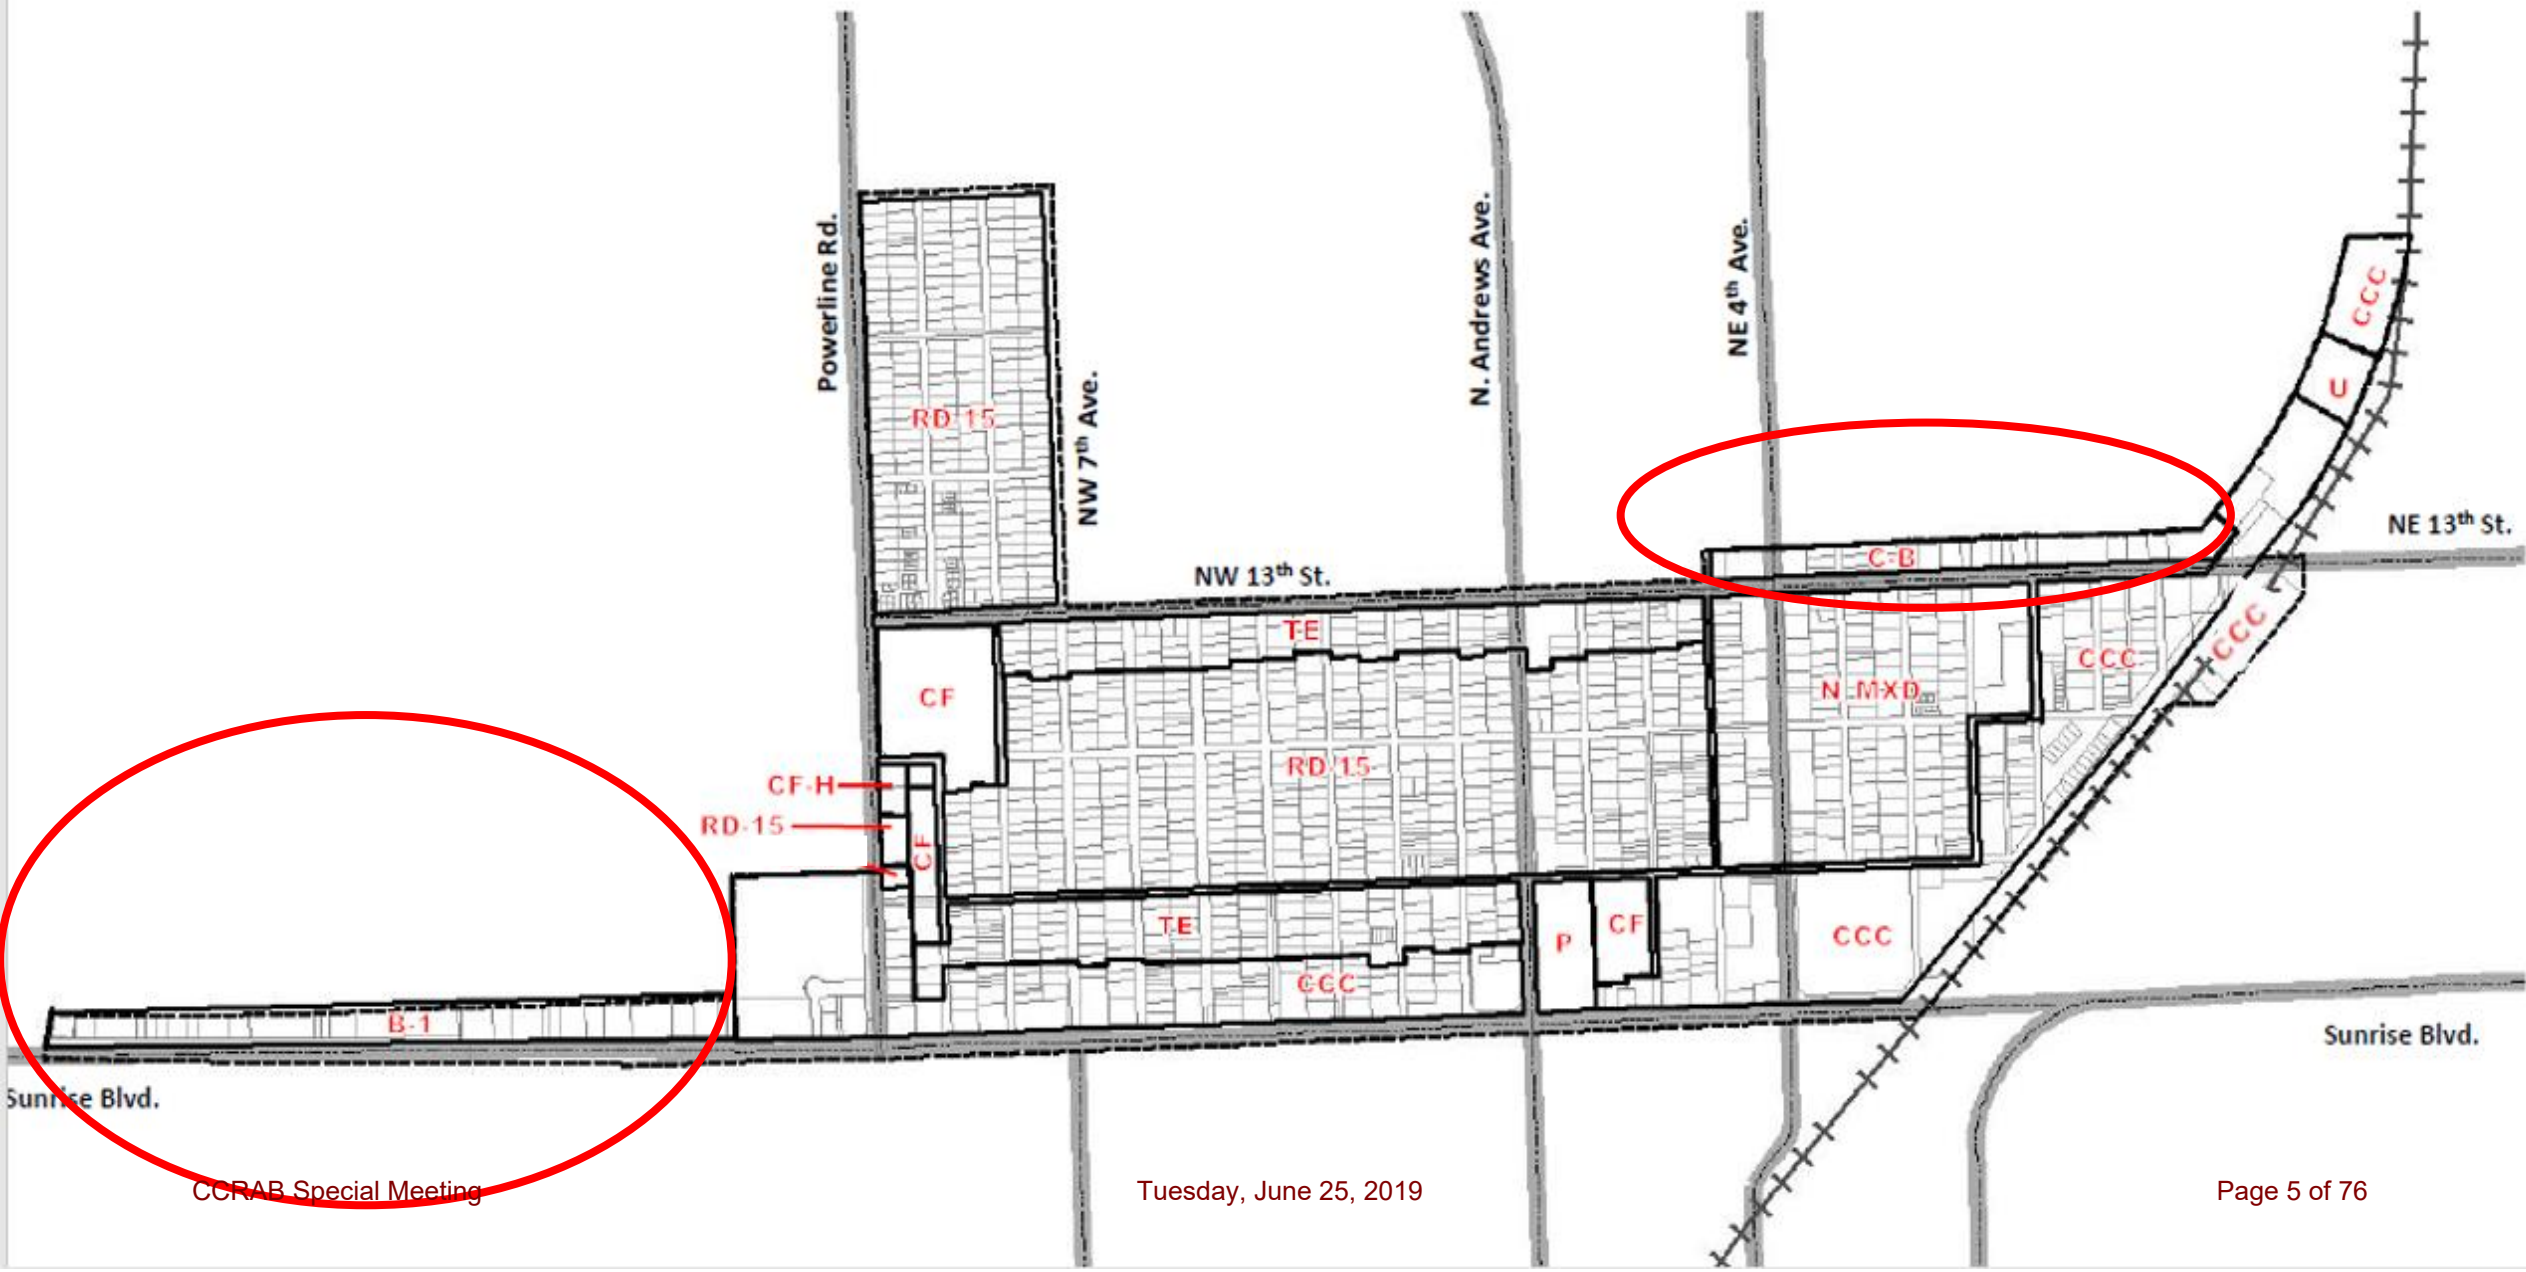 CCC
U
Powerline Rd.
N. Andrews Ave.
NE 4th Ave.
RD-15
NW 7th Ave.
NE 13th St.
C-B
NW 13th St.
TE
CCC
CCC
CF
N-MXD
RD-15
CF-H
RD-15
CF
TE
CF
P
CCC
CCC
B-1
Sunrise Blvd.
Sunrise Blvd.
CCRAB Special Meeting
Tuesday, June 25, 2019
Page 5 of 76